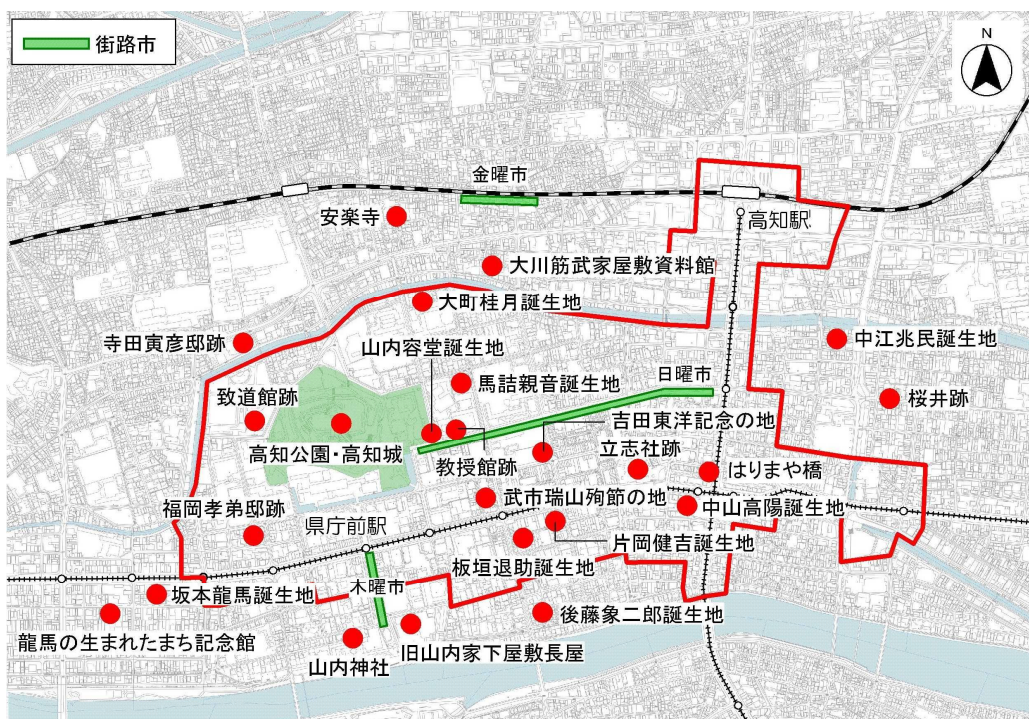 街路市
N
金曜市
安楽寺
高知駅
大川筋武家屋敷資料館
大町桂月誕生地
寺田寅彦邸跡
山内容堂誕生地
中江兆民誕生地
馬詰親音誕生地
日曜市
致道館跡
桜井跡
吉田東洋記念の地
高知公園・高知城
教授館跡
立志社跡
はりまや橋
武市瑞山殉節の地
中山高陽誕生地
福岡孝弟邸跡
県庁前駅
片岡健吉誕生地
板垣退助誕生地
木曜市
坂本龍馬誕生地
後藤象二郎誕生地
龍馬の生まれたまち記念館
旧山内家下屋敷長屋
山内神社